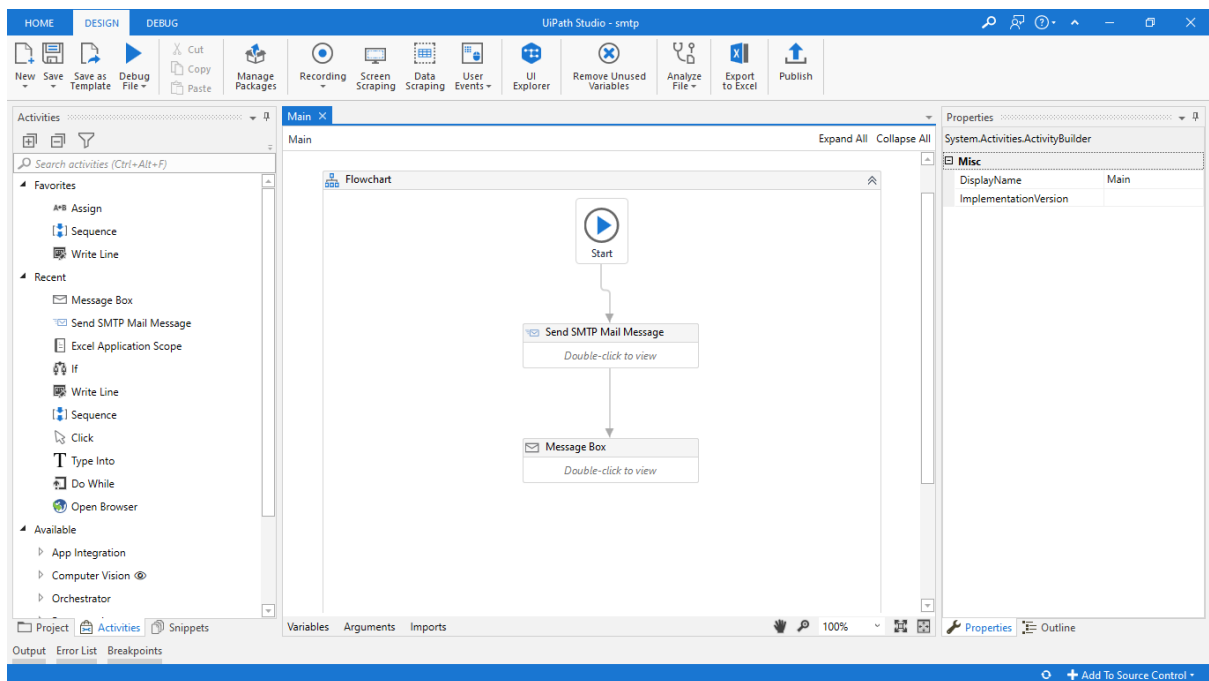 HOME DESIGN DEBUG UiPath Studio - smtp
New Save Save as Template Debug File Cut Copy Paste Manage Packages Recording Screen Scraping Data Scraping User Events UI Explorer Remove Unused Variables Analyze File Export to Excel Publish
Activities
Search activities (Ctrl+Alt+F)
Favorites
A+B Assign
Sequence
Write Line
Recent
Message Box
Send SMTP Mail Message
Excel Application Scope
If
Write Line
Sequence
Click
Type Into
Do While
Open Browser
Available
App Integration
Computer Vision
Orchestrator
Project Activities Snippets
Main
Main Expand All Collapse All
Flowchart
Start
Send SMTP Mail Message
Double-click to view
Message Box
Double-click to view
Variables Arguments Imports 100%
Properties
System.Activities.ActivityBuilder
Misc
DisplayName Main
ImplementationVersion
Properties Outline
Output Error List Breakpoints
Add To Source Control